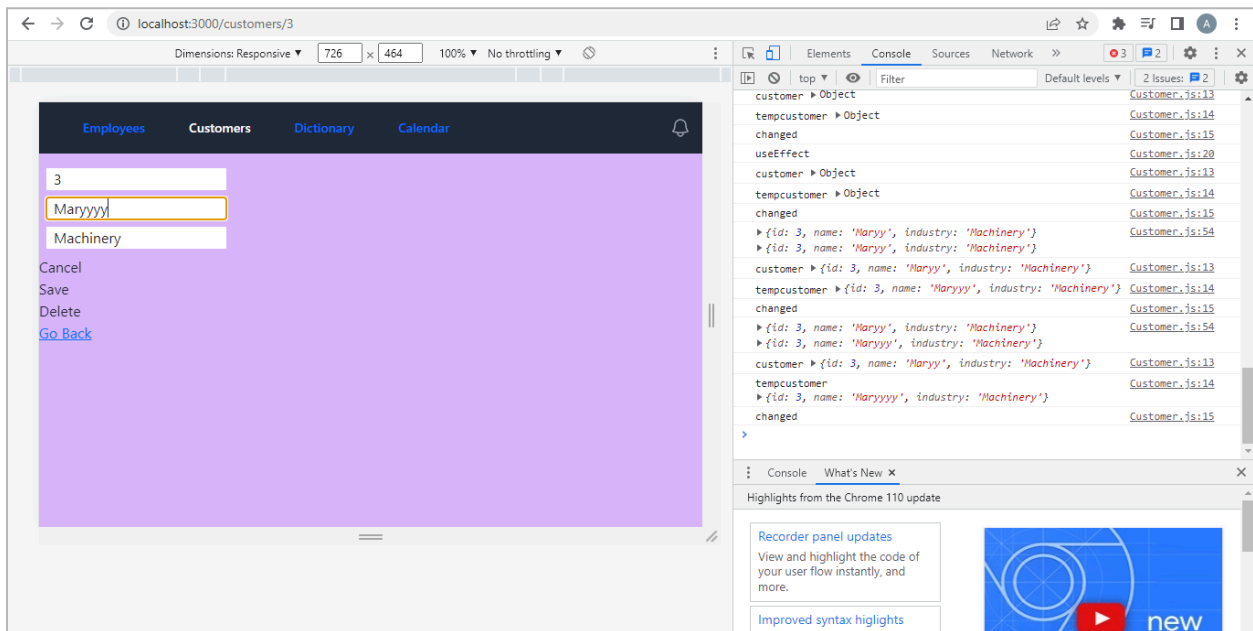 localhost:3000/customers/3
A
Dimensions: Responsive ▼ 726 × 464 100% ▼ No throttling ▼
Elements Console Sources Network » 3 2
top ▼ Filter Default levels ▼ 2 Issues: 2
Employees Customers Dictionary Calendar
3
Maryyyy
Machinery
Cancel
Save
Delete
Go Back
customer ▶ Object Customer.js:13
tempcustomer ▶ Object Customer.js:14
changed Customer.js:15
useEffect Customer.js:20
customer ▶ Object Customer.js:13
tempcustomer ▶ Object Customer.js:14
changed Customer.js:15
▶ {id: 3, name: 'Maryy', industry: 'Machinery'} Customer.js:54
▶ {id: 3, name: 'Maryy', industry: 'Machinery'}
customer ▶ {id: 3, name: 'Maryy', industry: 'Machinery'} Customer.js:13
tempcustomer ▶ {id: 3, name: 'Maryyy', industry: 'Machinery'} Customer.js:14
changed Customer.js:15
▶ {id: 3, name: 'Maryy', industry: 'Machinery'} Customer.js:54
▶ {id: 3, name: 'Maryyy', industry: 'Machinery'}
customer ▶ {id: 3, name: 'Maryy', industry: 'Machinery'} Customer.js:13
tempcustomer Customer.js:14
▶ {id: 3, name: 'Maryyyy', industry: 'Machinery'}
changed Customer.js:15
>
Console What's New ×
Highlights from the Chrome 110 update
Recorder panel updates
View and highlight the code of
your user flow instantly, and
more.
Improved syntax higlights
new